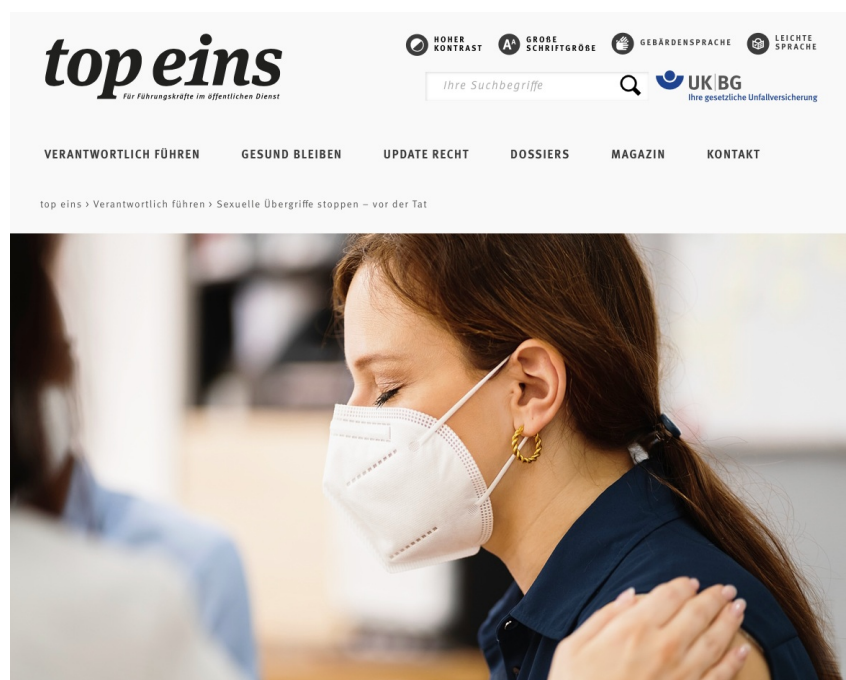 top eins
Für Führungskräfte im öffentlichen Dienst
HOHER
KONTRAST
AA
GROẞE
SCHRIFTGRÖẞE
GEBÄRDENSPRACHE
LEICHTE
SPRACHE
Ihre Suchbegriffe
UK|BG
Ihre gesetzliche Unfallversicherung
VERANTWORTLICH FÜHREN GESUND BLEIBEN UPDATE RECHT DOSSIERS MAGAZIN KONTAKT
top eins › Verantwortlich führen › Sexuelle Übergriffe stoppen – vor der Tat